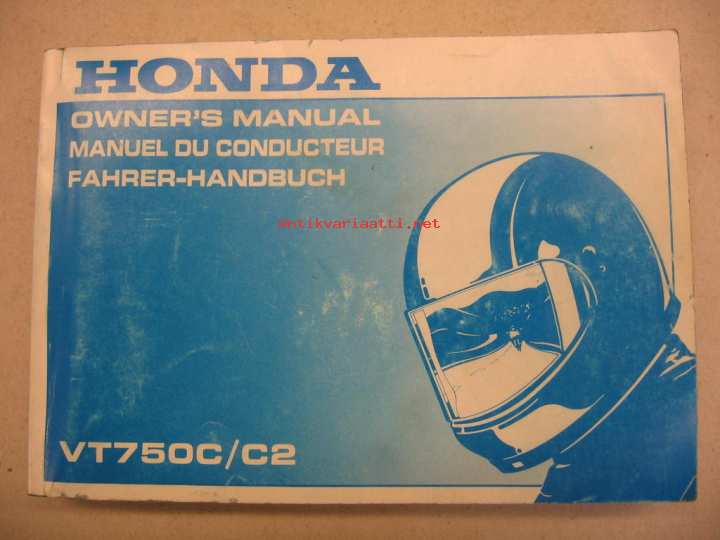 HONDA
OWNER'S MANUAL
MANUEL DU CONDUCTEUR
FAHRER-HANDBUCH
antikvariaatti.net
VT750C/C2